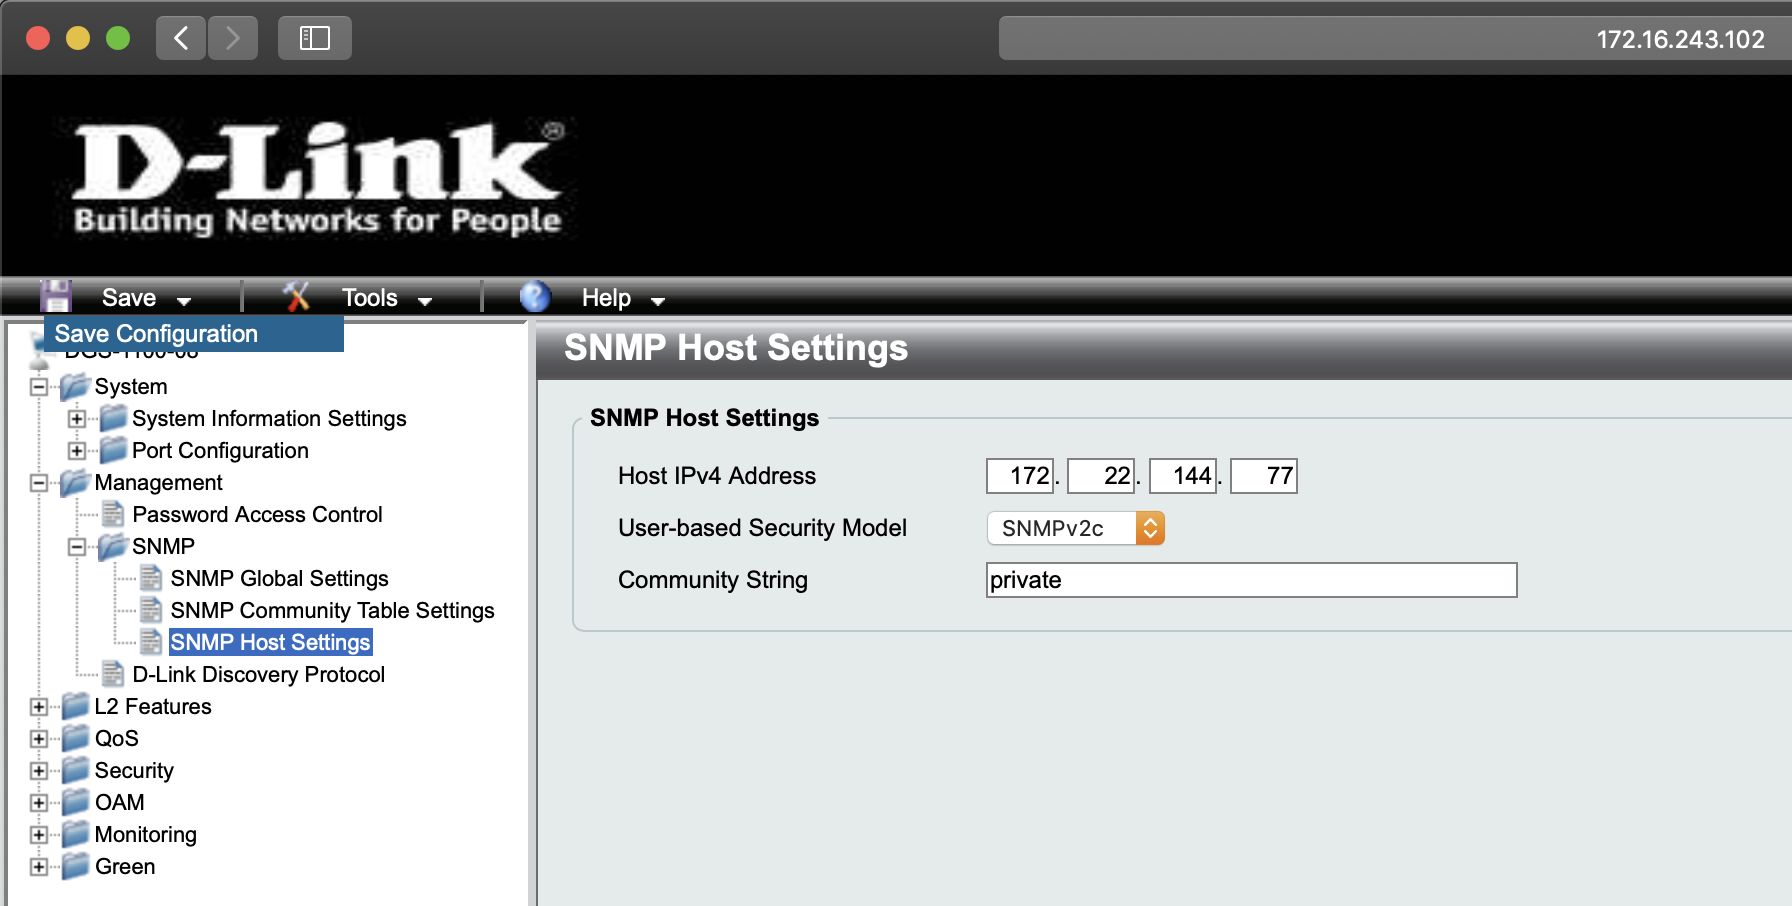 172.16.243.102
D-Link®
Building Networks for People
Save Tools Help
Save Configuration
DGS-1100-08
System
System Information Settings
Port Configuration
Management
Password Access Control
SNMP
SNMP Global Settings
SNMP Community Table Settings
SNMP Host Settings
D-Link Discovery Protocol
L2 Features
QoS
Security
OAM
Monitoring
Green
SNMP Host Settings
SNMP Host Settings
Host IPv4 Address 172. 22. 144. 77
User-based Security Model SNMPv2c
Community String private